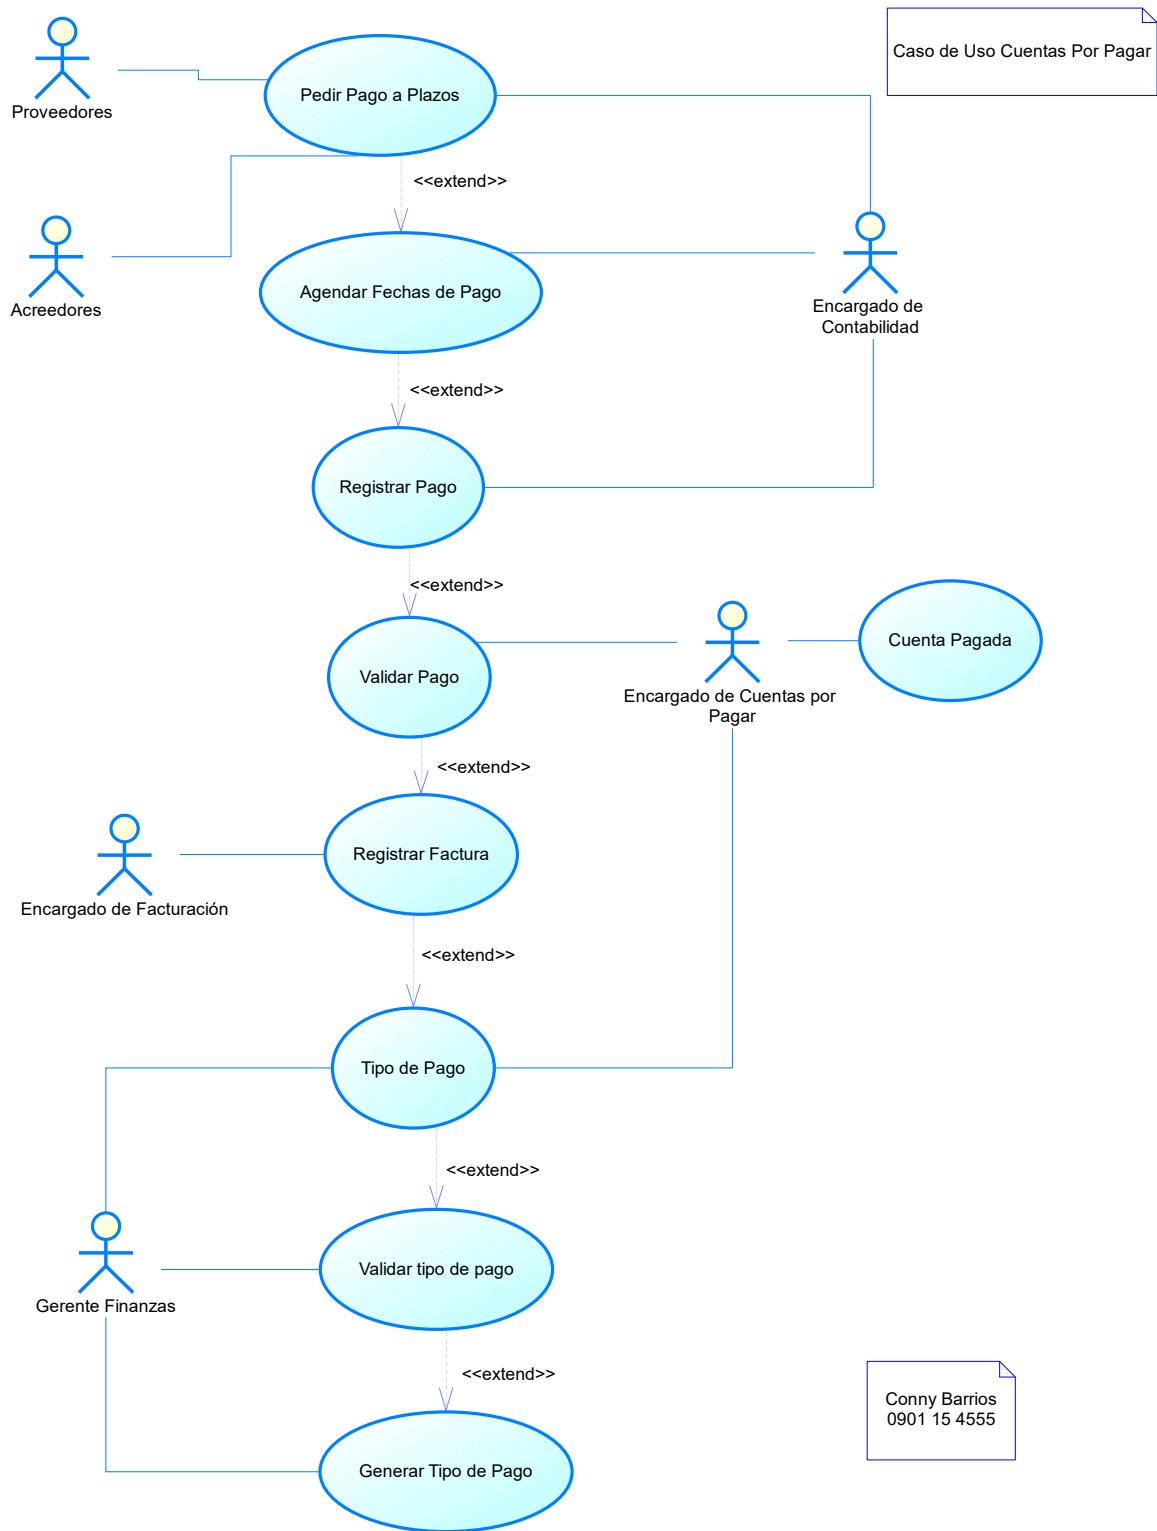 Caso de Uso Cuentas Por Pagar
Proveedores
Pedir Pago a Plazos
<<extend>>
Acreedores
Agendar Fechas de Pago
Encargado de
Contabilidad
<<extend>>
Registrar Pago
<<extend>>
Validar Pago
Encargado de Cuentas por
Pagar
Cuenta Pagada
<<extend>>
Registrar Factura
Encargado de Facturación
<<extend>>
Tipo de Pago
<<extend>>
Validar tipo de pago
Gerente Finanzas
<<extend>>
Generar Tipo de Pago
Conny Barrios
0901 15 4555